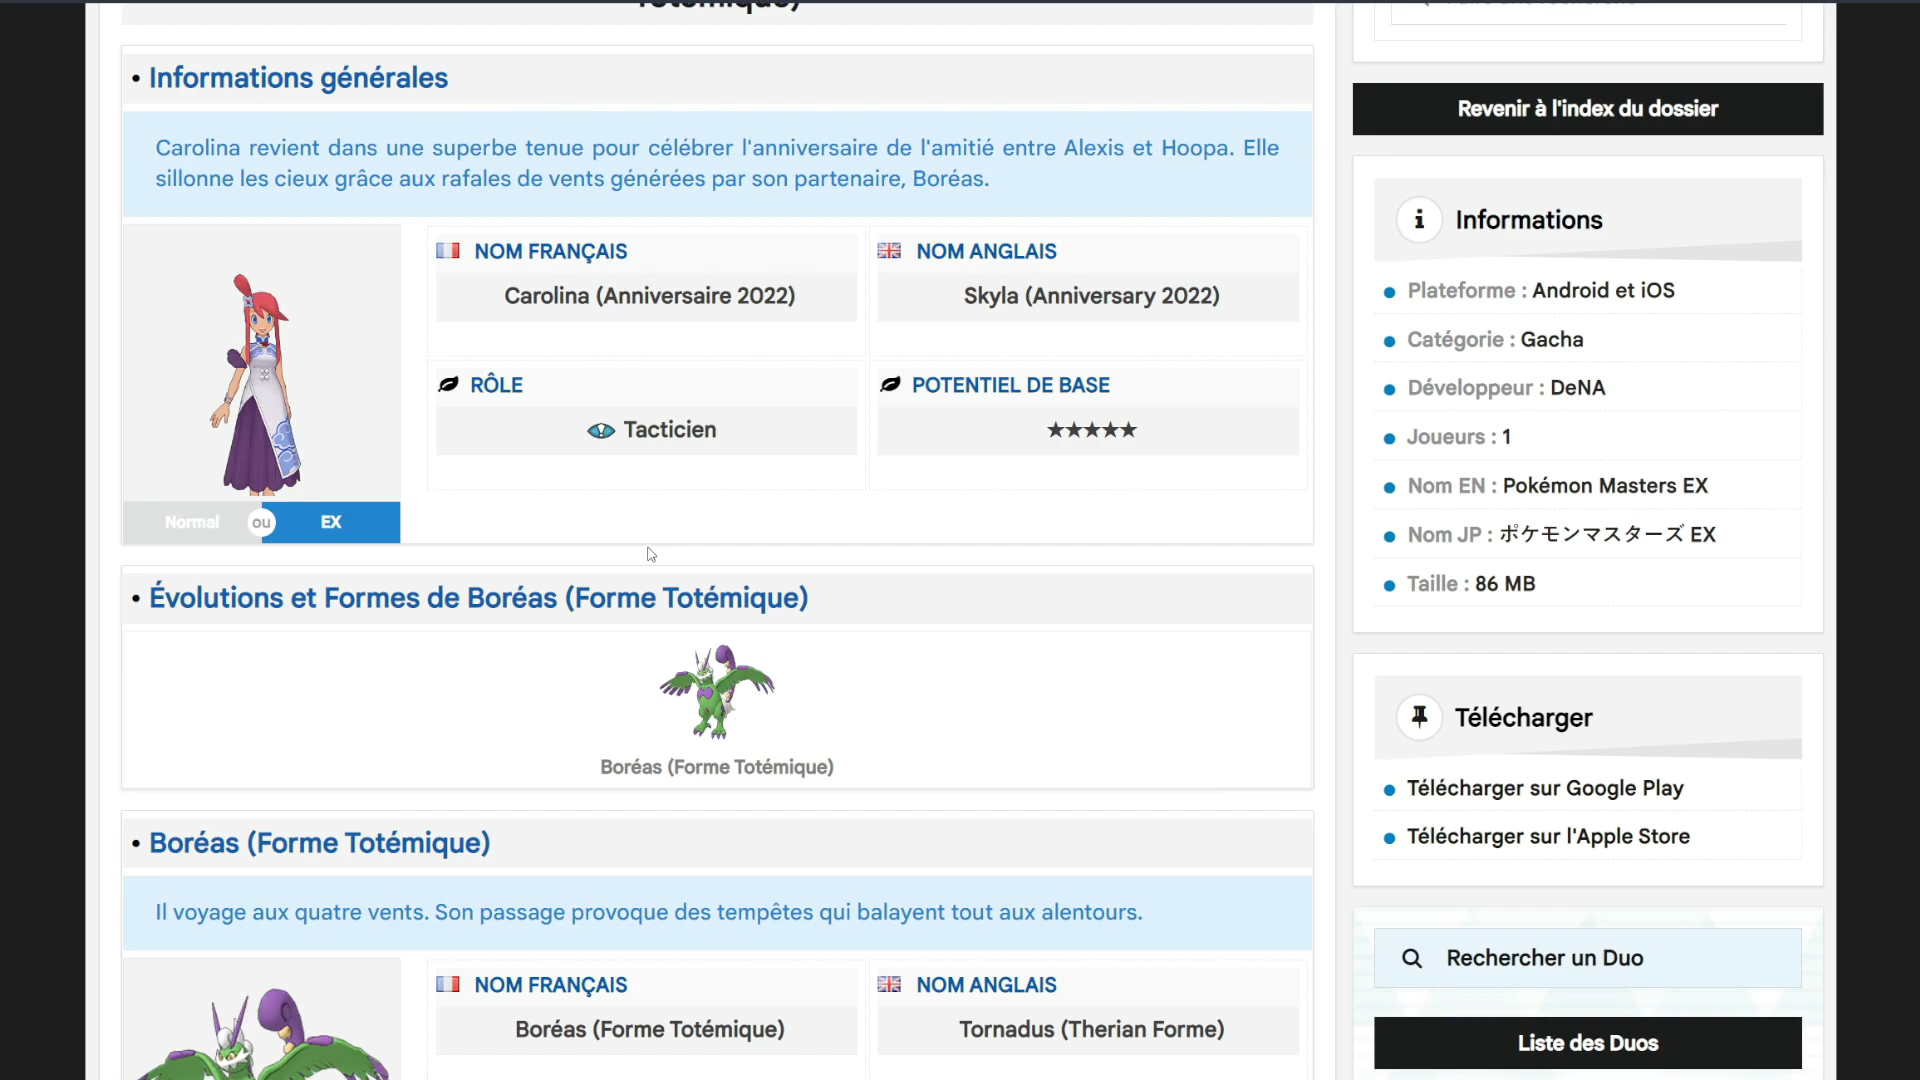 Totémique)
• Informations générales
Carolina revient dans une superbe tenue pour célébrer l'anniversaire de l'amitié entre Alexis et Hoopa. Elle
sillonne les cieux grâce aux rafales de vents générées par son partenaire, Boréas.
NOM FRANÇAIS
Carolina (Anniversaire 2022)
NOM ANGLAIS
Skyla (Anniversary 2022)
RÔLE
Tacticien
POTENTIEL DE BASE
★★★★★
Normal ou EX
• Évolutions et Formes de Boréas (Forme Totémique)
Boréas (Forme Totémique)
• Boréas (Forme Totémique)
Il voyage aux quatre vents. Son passage provoque des tempêtes qui balayent tout aux alentours.
NOM FRANÇAIS
Boréas (Forme Totémique)
NOM ANGLAIS
Tornadus (Therian Forme)
Revenir à l'index du dossier
Informations
Plateforme : Android et iOS
Catégorie : Gacha
Développeur : DeNA
Joueurs : 1
Nom EN : Pokémon Masters EX
Nom JP : ポケモンマスターズ EX
Taille : 86 MB
Télécharger
Télécharger sur Google Play
Télécharger sur l'Apple Store
Rechercher un Duo
Liste des Duos